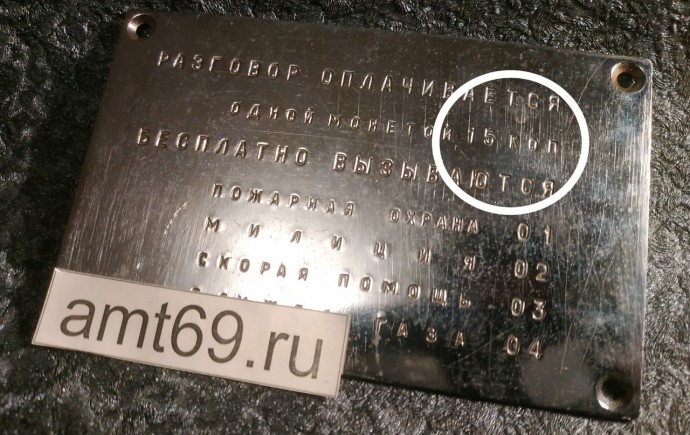 РАЗГОВОР ОПЛАЧИВАЕТСЯ
ОДНОЙ МОНЕТОЙ 15 КОП
БЕСПЛАТНО ВЫЗЫВАЮТСЯ
ПОЖАРНАЯ ОХРАНА 01
МИЛИЦИЯ 02
СКОРАЯ ПОМОЩЬ 03
ГАЗА 04
amt69.ru